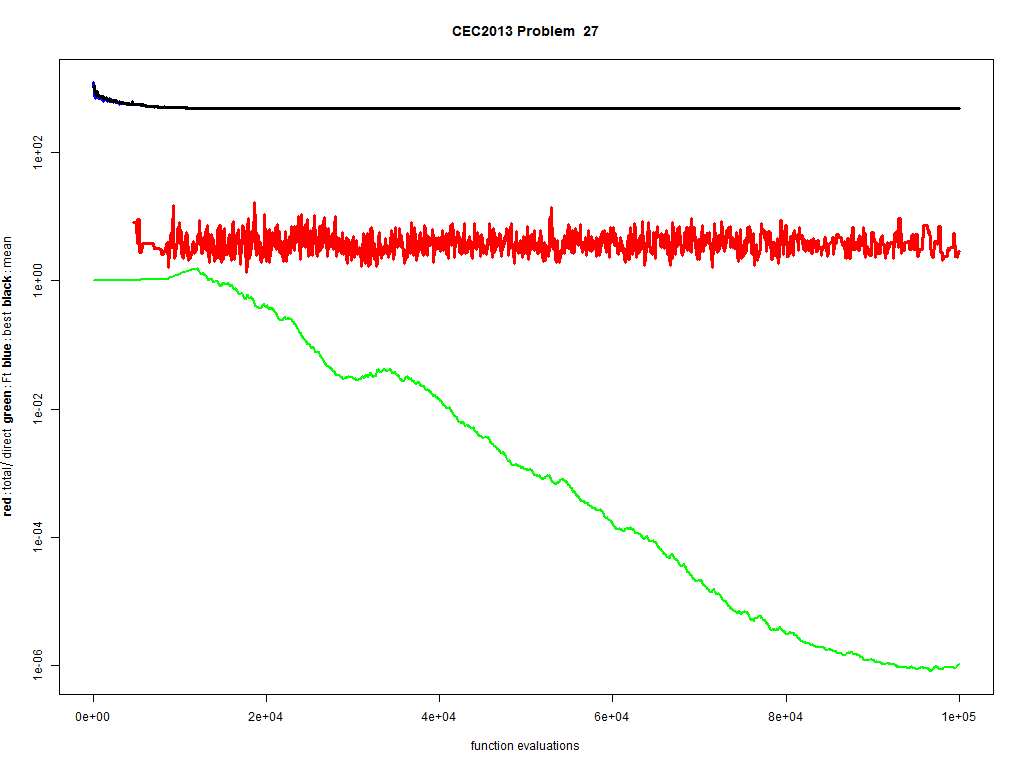 CEC2013 Problem  27
red : total/ direct green : Ft blue : best black : mean
1e+02
1e+00
1e-02
1e-04
1e-06
0e+00 2e+04 4e+04 6e+04 8e+04 1e+05
function evaluations